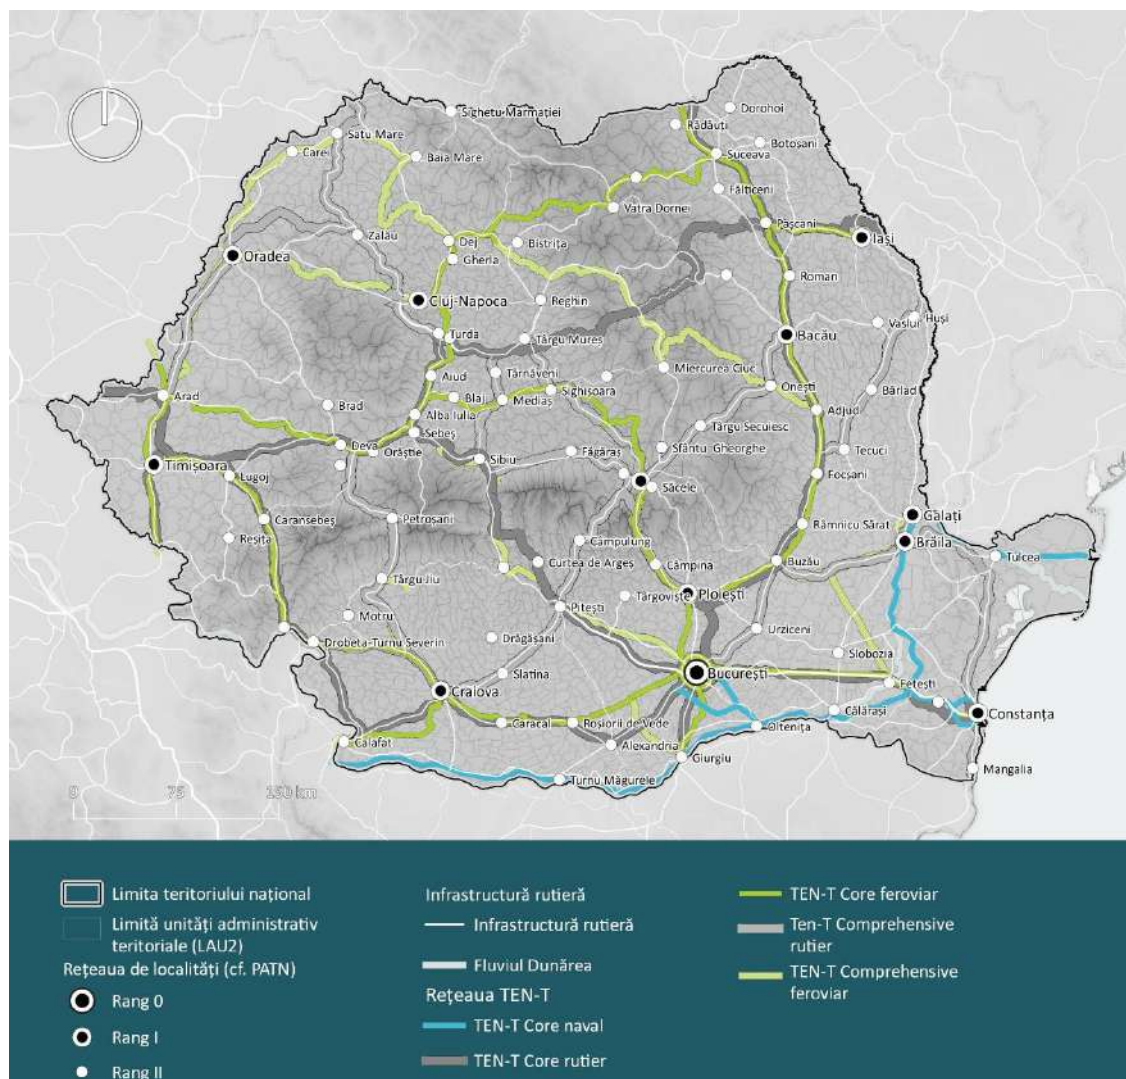 Dorohoi
Sighetu Marmației
Rădăuți
Satu Mare
Botoșani
Carei
Baia Mare
Suceava
Fălticeni
Vatra Dornei
Pașcani
Zalău
Dej
Bistrița
Iași
Oradea
Gherla
Roman
Cluj-Napoca
Reghin
Huși
Vaslui
Turda
Târgu Mureș
Bacău
Miercurea Ciuc
Aiud
Târnăveni
Onești
Sighișoara
Bârlad
Arad
Blaj
Mediaș
Brad
Alba Iulia
Adjud
Târgu Secuiesc
Sebeș
Deva
Orăștie
Sfântu Gheorghe
Tecuci
Făgăraș
Sibiu
Timișoara
Lugoj
Focșani
Săcele
Galați
Caransebeș
Petroșani
Râmnicu Sărat
Reșița
Câmpulung
Brăila
Tulcea
Curtea de Argeș
Câmpina
Buzău
Târgu Jiu
Târgoviște
Ploiești
Pitești
Motru
Urziceni
Drobeta-Turnu Severin
Drăgășani
Slobozia
Slatina
București
Fetești
Craiova
Călărași
Constanța
Caracal
Roșiorii de Vede
Oltenița
Calafat
Alexandria
Giurgiu
Mangalia
Turnu Măgurele
0 75 150 km
Limita teritoriului național
Limită unități administrativ
teritoriale (LAU2)
Rețeaua de localități (cf. PATN)
Rang 0
Rang I
Rang II
Infrastructură rutieră
Infrastructură rutieră
Fluviul Dunărea
Rețeaua TEN-T
TEN-T Core naval
TEN-T Core rutier
TEN-T Core feroviar
Ten-T Comprehensive
rutier
TEN-T Comprehensive
feroviar